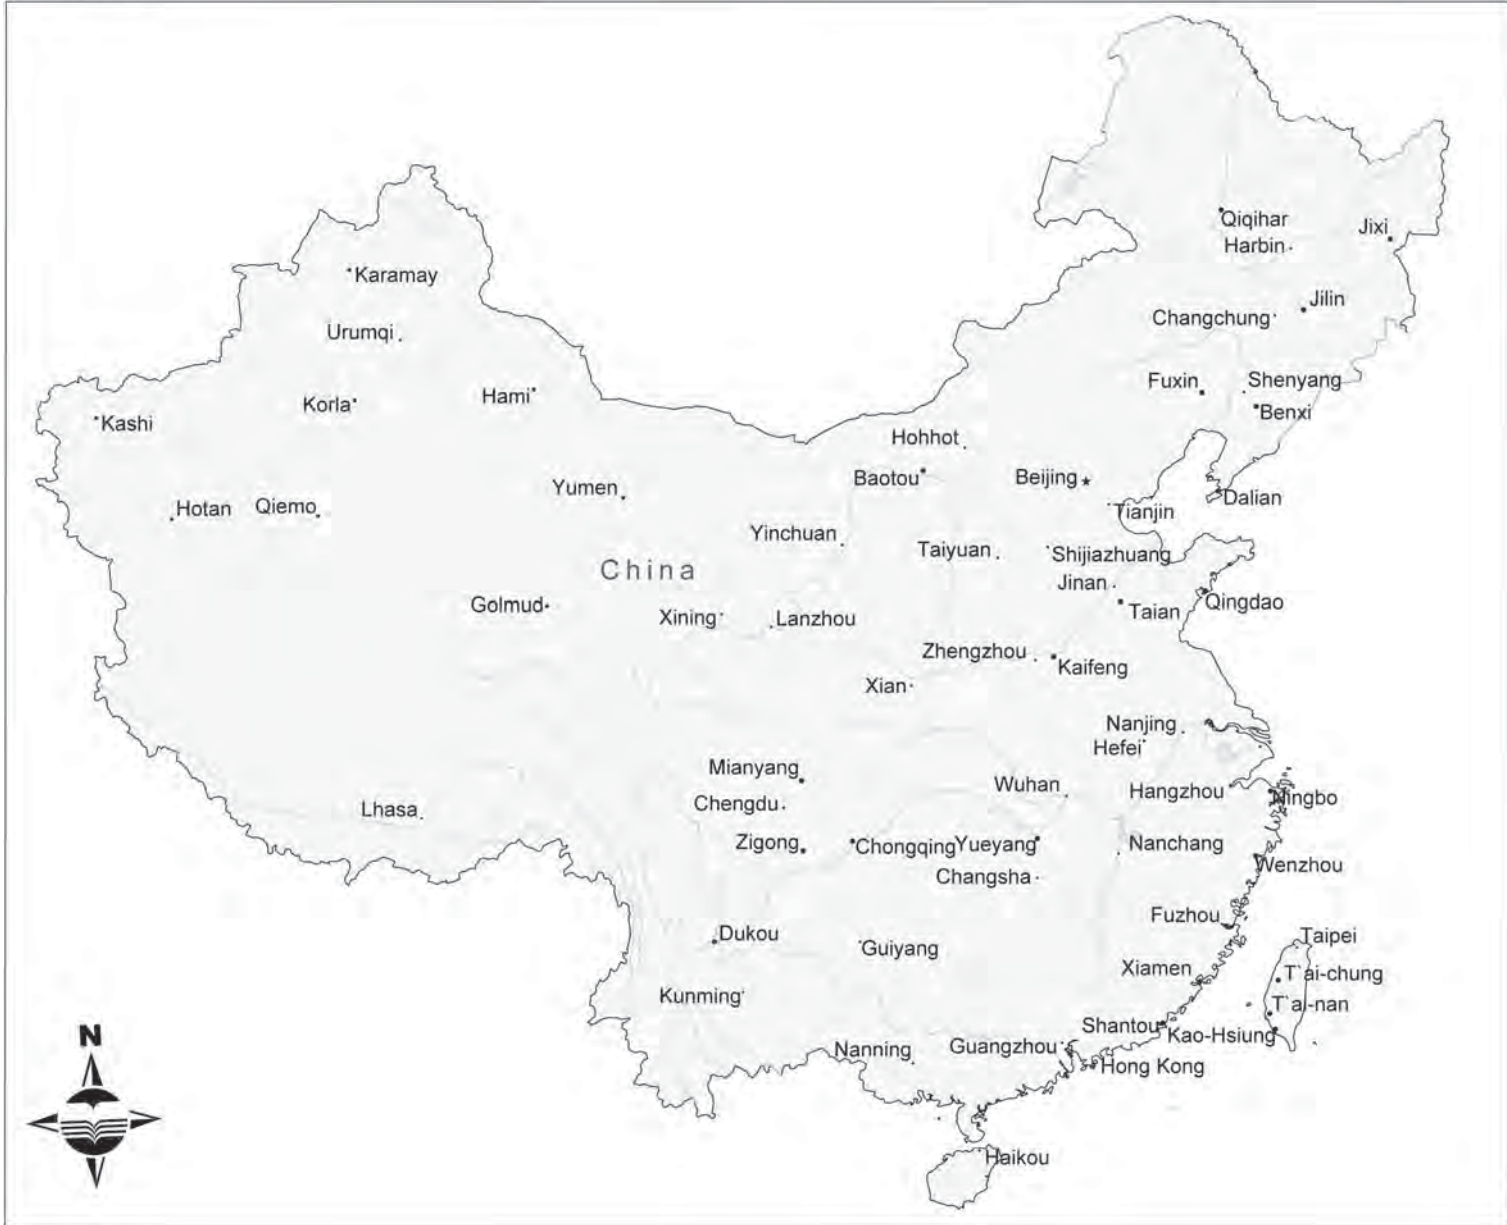 Qiqihar
Jixi
Harbin
Karamay
Jilin
Changchung
Urumqi
Fuxin
Shenyang
Hami
Korla
Benxi
Kashi
Hohhot
Baotou
Beijing
Yumen
Dalian
Hotan
Qiemo
Tianjin
Yinchuan
Taiyuan
Shijiazhuang
China
Jinan
Golmud
Qingdao
Xining
Lanzhou
Taian
Zhengzhou
Kaifeng
Xian
Nanjing
Hefei
Mianyang
Wuhan
Hangzhou
Ningbo
Chengdu
Lhasa
Zigong
Chongqing
Yueyang
Nanchang
Wenzhou
Changsha
Fuzhou
Dukou
Taipei
Guiyang
Xiamen
T`ai-chung
Kunming
T`ai-nan
Shantou
Kao-Hsiung
N
Nanning
Guangzhou
Hong Kong
Haikou